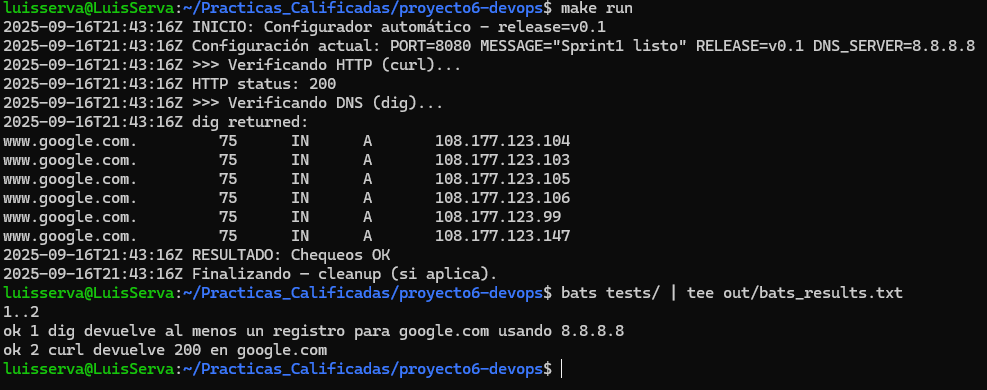 luisserva@LuisServa:~/Practicas_Calificadas/proyecto6-devops$ make run
2025-09-16T21:43:16Z INICIO: Configurador automático — release=v0.1
2025-09-16T21:43:16Z Configuración actual: PORT=8080 MESSAGE="Sprint1 listo" RELEASE=v0.1 DNS_SERVER=8.8.8.8
2025-09-16T21:43:16Z >>> Verificando HTTP (curl)...
2025-09-16T21:43:16Z HTTP status: 200
2025-09-16T21:43:16Z >>> Verificando DNS (dig)...
2025-09-16T21:43:16Z dig returned:
www.google.com. 75 IN A 108.177.123.104
www.google.com. 75 IN A 108.177.123.103
www.google.com. 75 IN A 108.177.123.105
www.google.com. 75 IN A 108.177.123.106
www.google.com. 75 IN A 108.177.123.99
www.google.com. 75 IN A 108.177.123.147
2025-09-16T21:43:16Z RESULTADO: Chequeos OK
2025-09-16T21:43:16Z Finalizando — cleanup (si aplica).
luisserva@LuisServa:~/Practicas_Calificadas/proyecto6-devops$ bats tests/ | tee out/bats_results.txt
1..2
ok 1 dig devuelve al menos un registro para google.com usando 8.8.8.8
ok 2 curl devuelve 200 en google.com
luisserva@LuisServa:~/Practicas_Calificadas/proyecto6-devops$